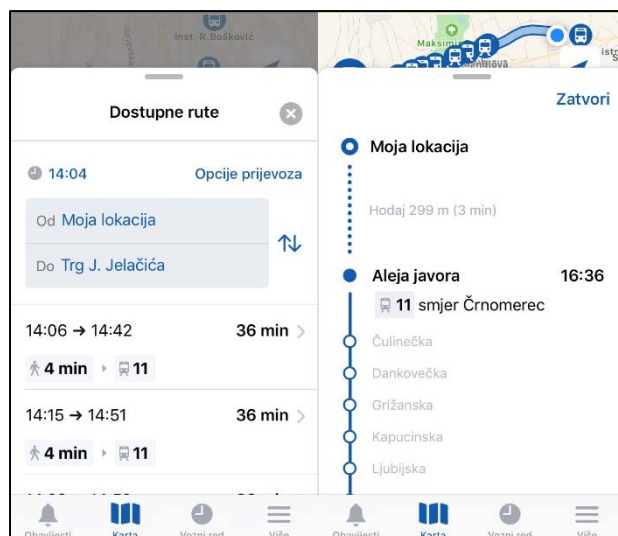 Inst. R.Bošković
Dostupne rute
14:04
Opcije prijevoza
Od Moja lokacija
Do Trg J. Jelačića
14:06 → 14:42
36 min
4 min
11
14:15 → 14:51
36 min
4 min
11
Obavijesti
Karta
Vozni red
Više
Zatvori
Moja lokacija
Hodaj 299 m (3 min)
Aleja javora
16:36
11 smjer Črnomerec
Čulinečka
Dankovečka
Grižanska
Kapucinska
Ljubijska
Obavijesti
Karta
Vozni red
Više